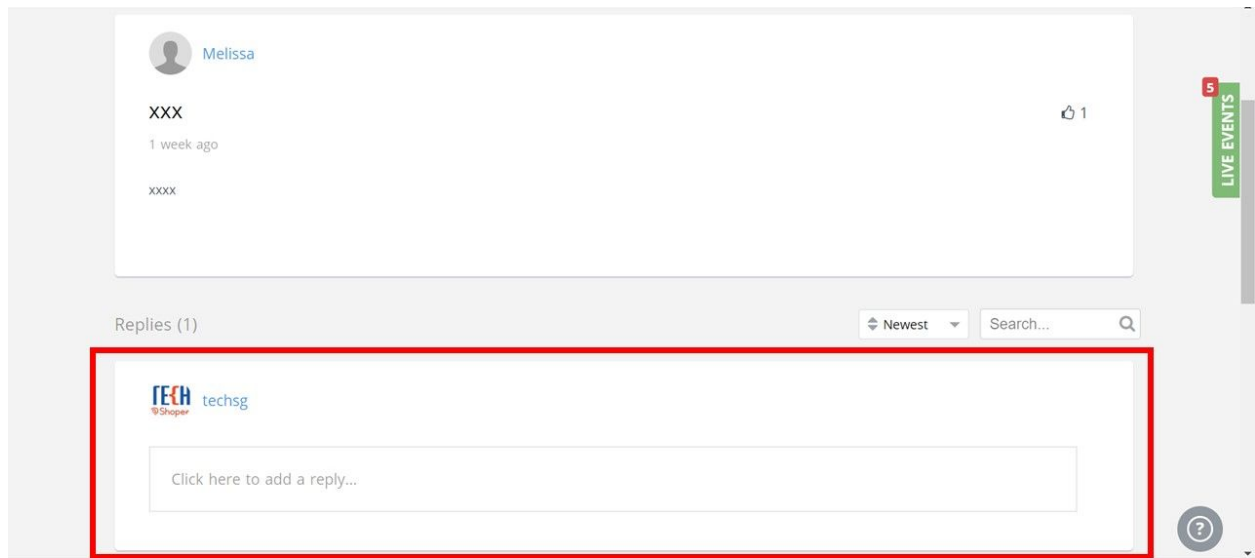 Melissa
xxx
1
1 week ago
xxxx
5
LIVE EVENTS
Replies (1)
Newest
Search...
TECH
Shoper
techsg
Click here to add a reply...
?